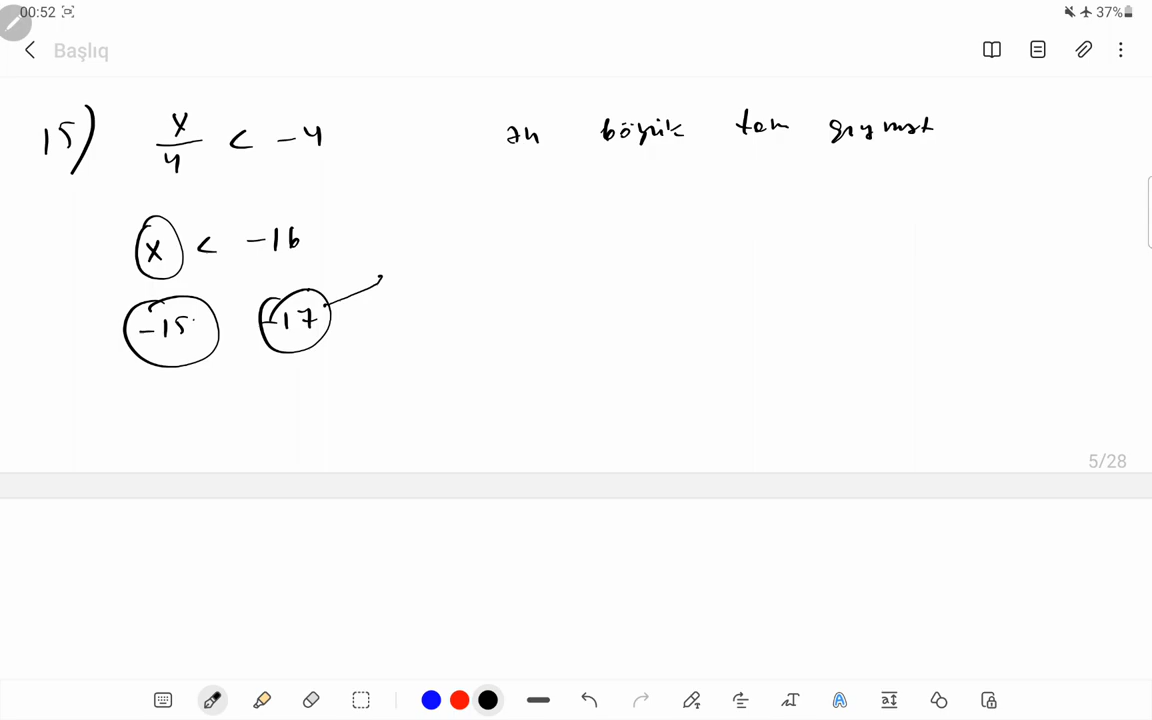 00:52 37%
Başlıq
15) x/4 < -4 ən böyük tam qiymət
x < -16
-15 -17
5/28